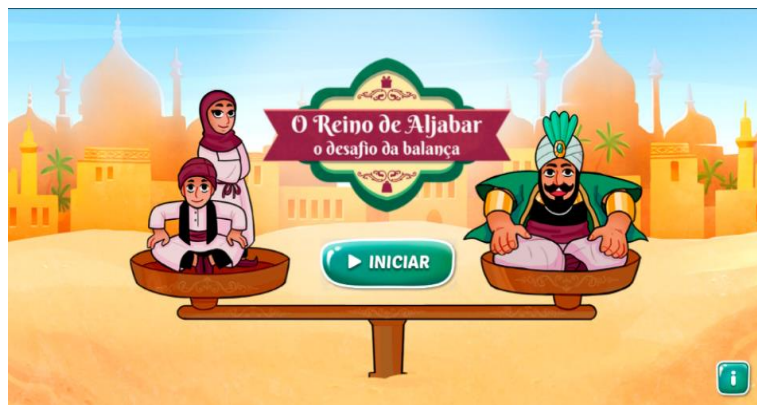 O Reino de Aljabar
o desafio da balança
INICIAR
i